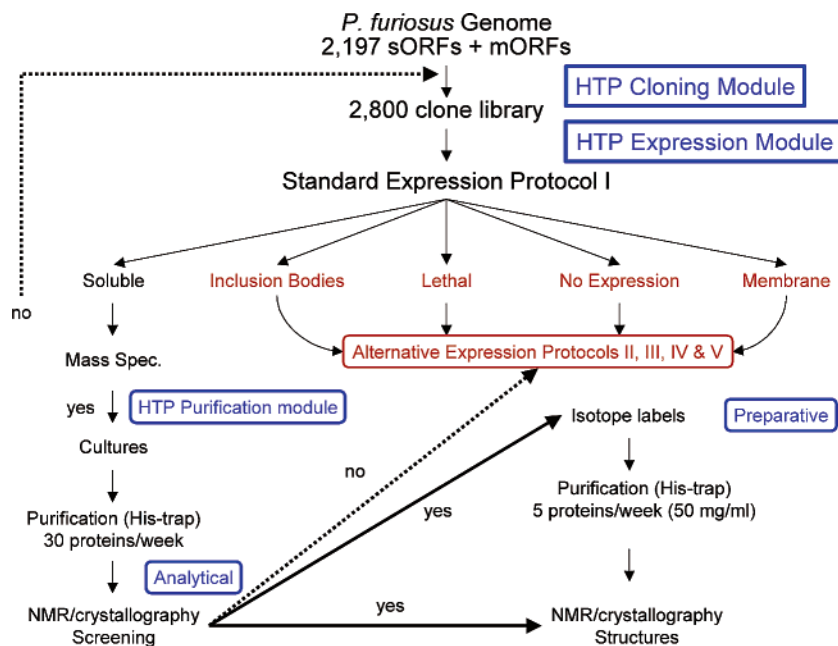 P. furiosus Genome
2,197 sORFs + mORFs
HTP Cloning Module
2,800 clone library
HTP Expression Module
Standard Expression Protocol I
Soluble
Inclusion Bodies
Lethal
No Expression
Membrane
no
Mass Spec.
Alternative Expression Protocols II, III, IV & V
yes
HTP Purification module
Isotope labels
Preparative
Cultures
no
Purification (His-trap)
5 proteins/week (50 mg/ml)
yes
Purification (His-trap)
30 proteins/week
Analytical
NMR/crystallography
Screening
yes
NMR/crystallography
Structures